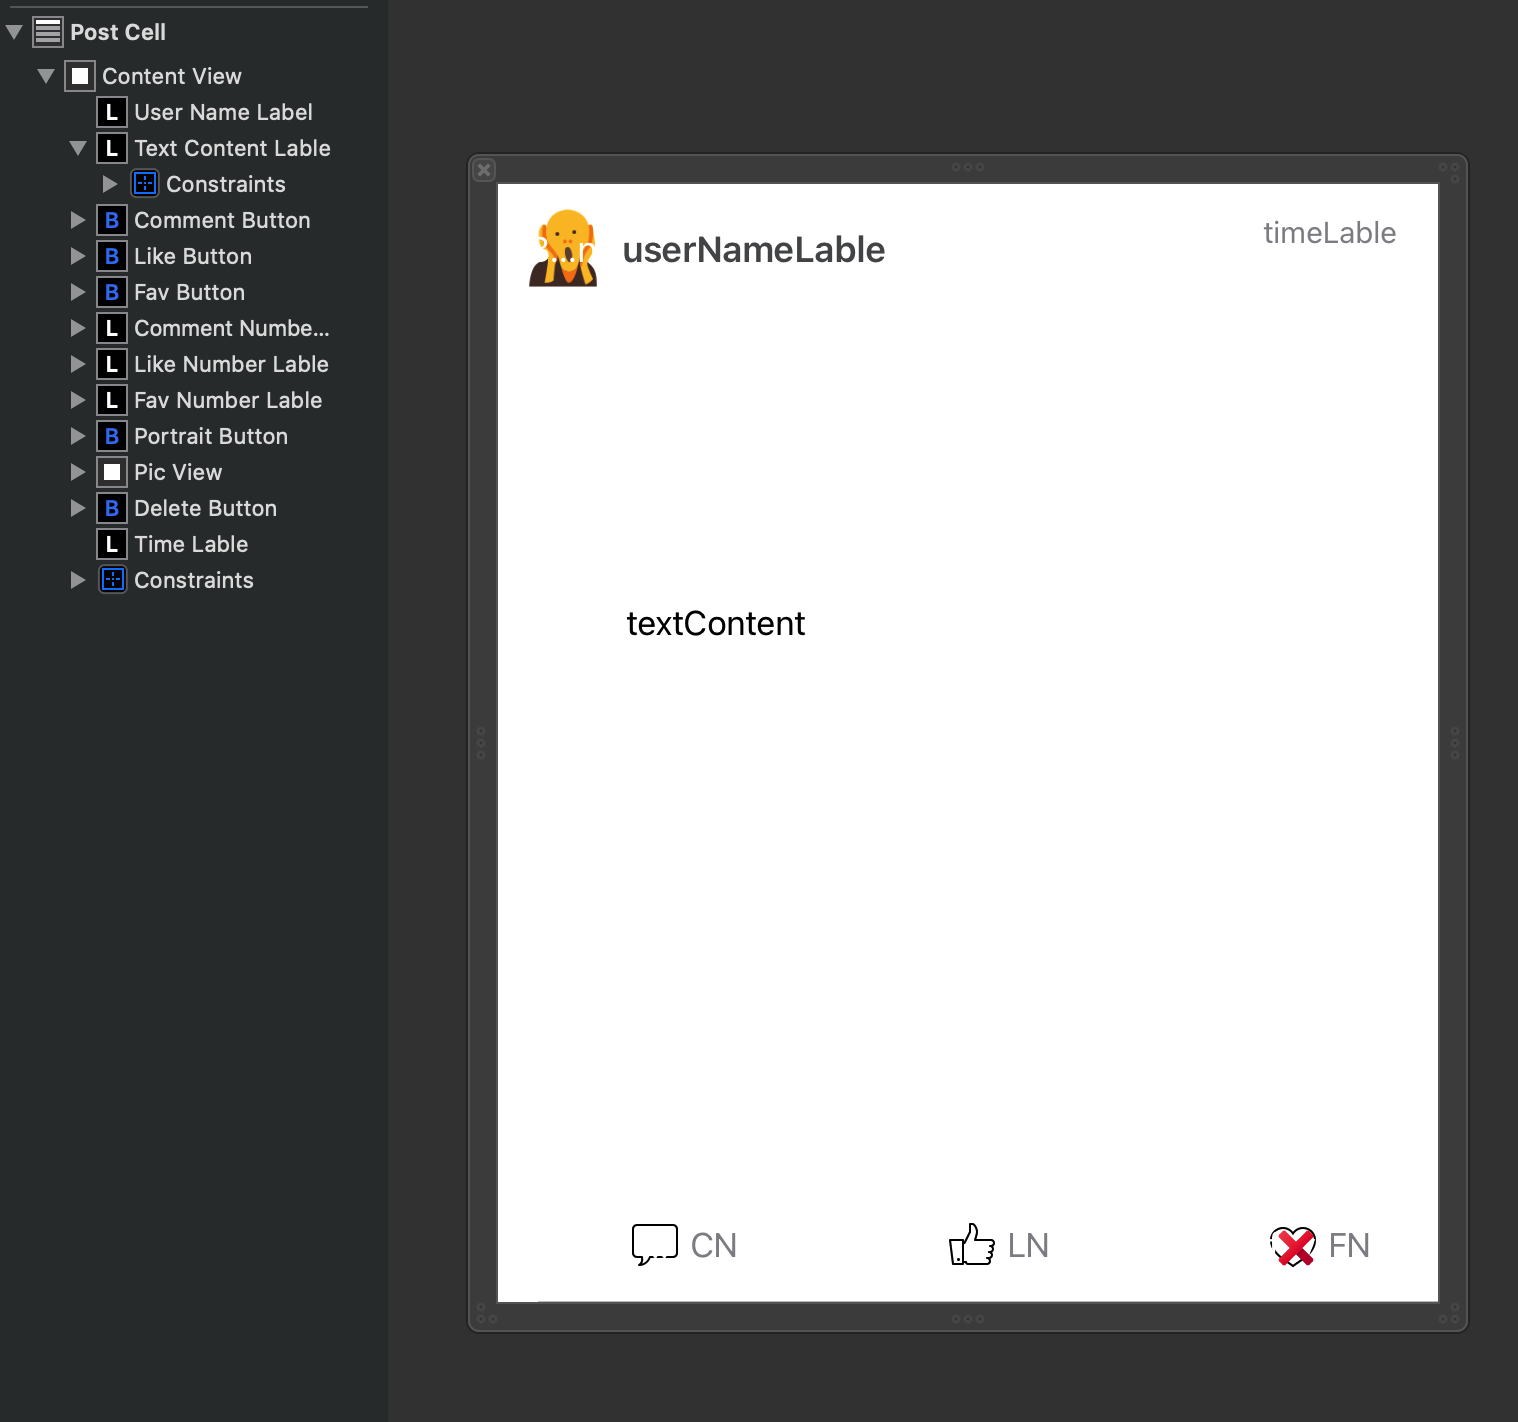 Post Cell
Content View
L User Name Label
L Text Content Lable
Constraints
B Comment Button
B Like Button
B Fav Button
L Comment Numbe...
L Like Number Lable
L Fav Number Lable
B Portrait Button
Pic View
B Delete Button
L Time Lable
Constraints
userNameLable
timeLable
textContent
CN
LN
FN